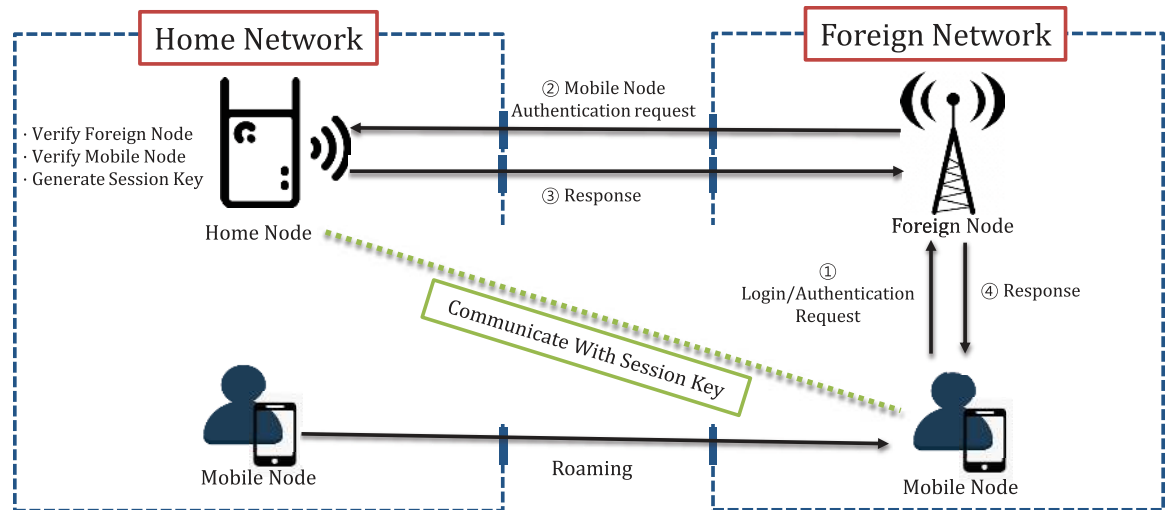 Home Network
Foreign Network
② Mobile Node
Authentication request
· Verify Foreign Node
· Verify Mobile Node
· Generate Session Key
③ Response
Home Node
Foreign Node
①
Login/Authentication
Request
④ Response
Communicate With Session Key
Mobile Node
Roaming
Mobile Node